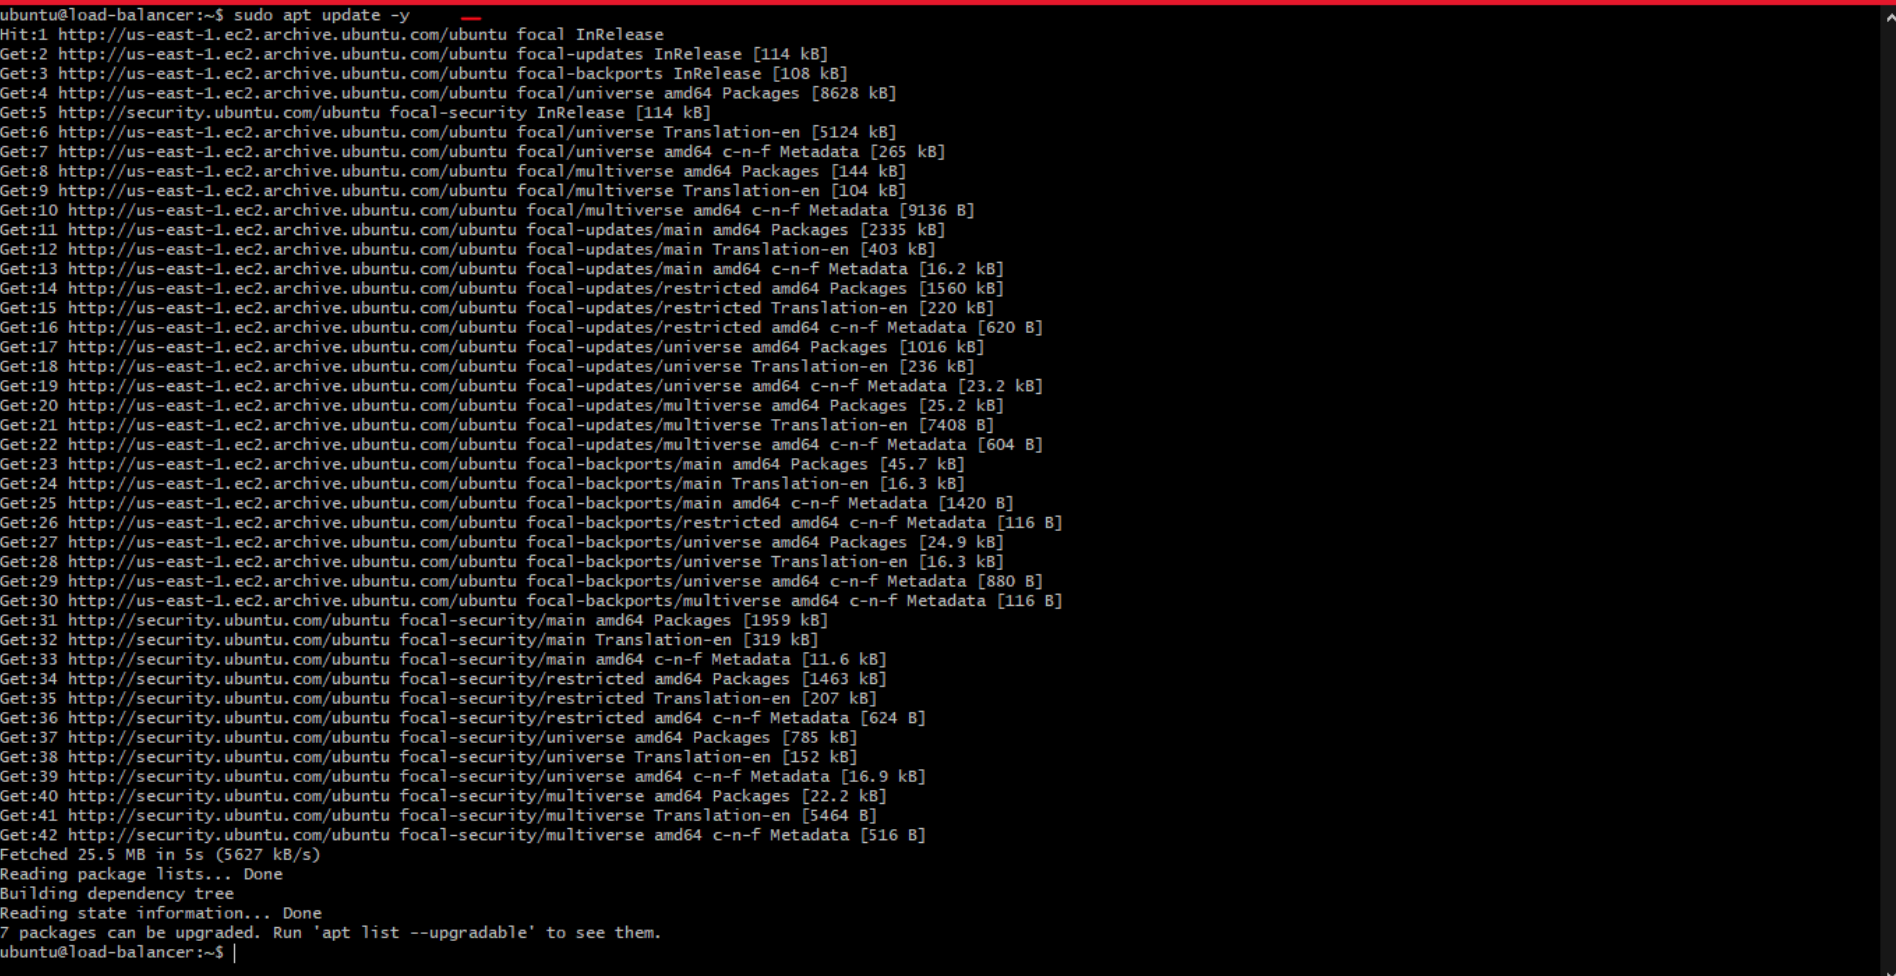 ubuntu@load-balancer:~$ sudo apt update -y
Hit:1 http://us-east-1.ec2.archive.ubuntu.com/ubuntu focal InRelease
Get:2 http://us-east-1.ec2.archive.ubuntu.com/ubuntu focal-updates InRelease [114 kB]
Get:3 http://us-east-1.ec2.archive.ubuntu.com/ubuntu focal-backports InRelease [108 kB]
Get:4 http://us-east-1.ec2.archive.ubuntu.com/ubuntu focal/universe amd64 Packages [8628 kB]
Get:5 http://security.ubuntu.com/ubuntu focal-security InRelease [114 kB]
Get:6 http://us-east-1.ec2.archive.ubuntu.com/ubuntu focal/universe Translation-en [5124 kB]
Get:7 http://us-east-1.ec2.archive.ubuntu.com/ubuntu focal/universe amd64 c-n-f Metadata [265 kB]
Get:8 http://us-east-1.ec2.archive.ubuntu.com/ubuntu focal/multiverse amd64 Packages [144 kB]
Get:9 http://us-east-1.ec2.archive.ubuntu.com/ubuntu focal/multiverse Translation-en [104 kB]
Get:10 http://us-east-1.ec2.archive.ubuntu.com/ubuntu focal/multiverse amd64 c-n-f Metadata [9136 B]
Get:11 http://us-east-1.ec2.archive.ubuntu.com/ubuntu focal-updates/main amd64 Packages [2335 kB]
Get:12 http://us-east-1.ec2.archive.ubuntu.com/ubuntu focal-updates/main Translation-en [403 kB]
Get:13 http://us-east-1.ec2.archive.ubuntu.com/ubuntu focal-updates/main amd64 c-n-f Metadata [16.2 kB]
Get:14 http://us-east-1.ec2.archive.ubuntu.com/ubuntu focal-updates/restricted amd64 Packages [1560 kB]
Get:15 http://us-east-1.ec2.archive.ubuntu.com/ubuntu focal-updates/restricted Translation-en [220 kB]
Get:16 http://us-east-1.ec2.archive.ubuntu.com/ubuntu focal-updates/restricted amd64 c-n-f Metadata [620 B]
Get:17 http://us-east-1.ec2.archive.ubuntu.com/ubuntu focal-updates/universe amd64 Packages [1016 kB]
Get:18 http://us-east-1.ec2.archive.ubuntu.com/ubuntu focal-updates/universe Translation-en [236 kB]
Get:19 http://us-east-1.ec2.archive.ubuntu.com/ubuntu focal-updates/universe amd64 c-n-f Metadata [23.2 kB]
Get:20 http://us-east-1.ec2.archive.ubuntu.com/ubuntu focal-updates/multiverse amd64 Packages [25.2 kB]
Get:21 http://us-east-1.ec2.archive.ubuntu.com/ubuntu focal-updates/multiverse Translation-en [7408 B]
Get:22 http://us-east-1.ec2.archive.ubuntu.com/ubuntu focal-updates/multiverse amd64 c-n-f Metadata [604 B]
Get:23 http://us-east-1.ec2.archive.ubuntu.com/ubuntu focal-backports/main amd64 Packages [45.7 kB]
Get:24 http://us-east-1.ec2.archive.ubuntu.com/ubuntu focal-backports/main Translation-en [16.3 kB]
Get:25 http://us-east-1.ec2.archive.ubuntu.com/ubuntu focal-backports/main amd64 c-n-f Metadata [1420 B]
Get:26 http://us-east-1.ec2.archive.ubuntu.com/ubuntu focal-backports/restricted amd64 c-n-f Metadata [116 B]
Get:27 http://us-east-1.ec2.archive.ubuntu.com/ubuntu focal-backports/universe amd64 Packages [24.9 kB]
Get:28 http://us-east-1.ec2.archive.ubuntu.com/ubuntu focal-backports/universe Translation-en [16.3 kB]
Get:29 http://us-east-1.ec2.archive.ubuntu.com/ubuntu focal-backports/universe amd64 c-n-f Metadata [880 B]
Get:30 http://us-east-1.ec2.archive.ubuntu.com/ubuntu focal-backports/multiverse amd64 c-n-f Metadata [116 B]
Get:31 http://security.ubuntu.com/ubuntu focal-security/main amd64 Packages [1959 kB]
Get:32 http://security.ubuntu.com/ubuntu focal-security/main Translation-en [319 kB]
Get:33 http://security.ubuntu.com/ubuntu focal-security/main amd64 c-n-f Metadata [11.6 kB]
Get:34 http://security.ubuntu.com/ubuntu focal-security/restricted amd64 Packages [1463 kB]
Get:35 http://security.ubuntu.com/ubuntu focal-security/restricted Translation-en [207 kB]
Get:36 http://security.ubuntu.com/ubuntu focal-security/restricted amd64 c-n-f Metadata [624 B]
Get:37 http://security.ubuntu.com/ubuntu focal-security/universe amd64 Packages [785 kB]
Get:38 http://security.ubuntu.com/ubuntu focal-security/universe Translation-en [152 kB]
Get:39 http://security.ubuntu.com/ubuntu focal-security/universe amd64 c-n-f Metadata [16.9 kB]
Get:40 http://security.ubuntu.com/ubuntu focal-security/multiverse amd64 Packages [22.2 kB]
Get:41 http://security.ubuntu.com/ubuntu focal-security/multiverse Translation-en [5464 B]
Get:42 http://security.ubuntu.com/ubuntu focal-security/multiverse amd64 c-n-f Metadata [516 B]
Fetched 25.5 MB in 5s (5627 kB/s)
Reading package lists... Done
Building dependency tree
Reading state information... Done
7 packages can be upgraded. Run 'apt list --upgradable' to see them.
ubuntu@load-balancer:~$